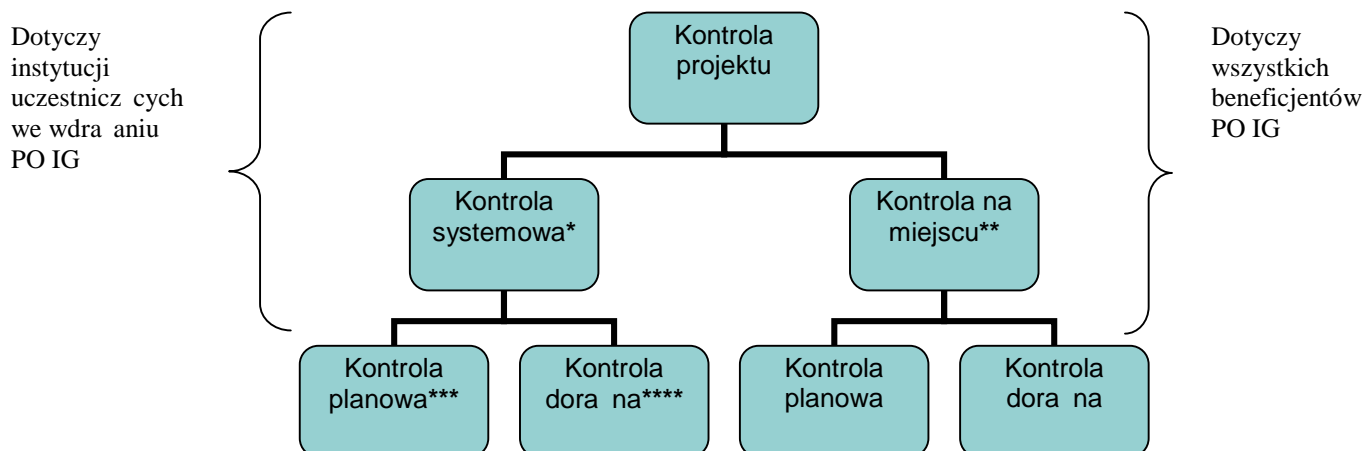 Dotyczy
instytucji
uczestnicz cych
we wdra aniu
PO IG
Kontrola
projektu
Dotyczy
wszystkich
beneficjentów
PO IG
Kontrola
systemowa*
Kontrola na
miejscu**
Kontrola
planowa***
Kontrola
dora na****
Kontrola
planowa
Kontrola
dora na